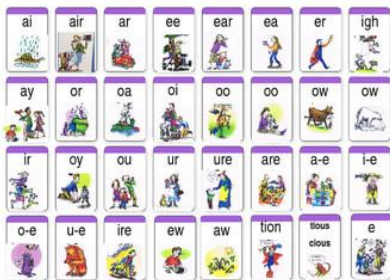 ai air ar ee ear ea er igh
ay or oa oi oo oo ow ow
ir oy ou ur ure are a-e i-e
o-e u-e ire ew aw tion tious e
cious